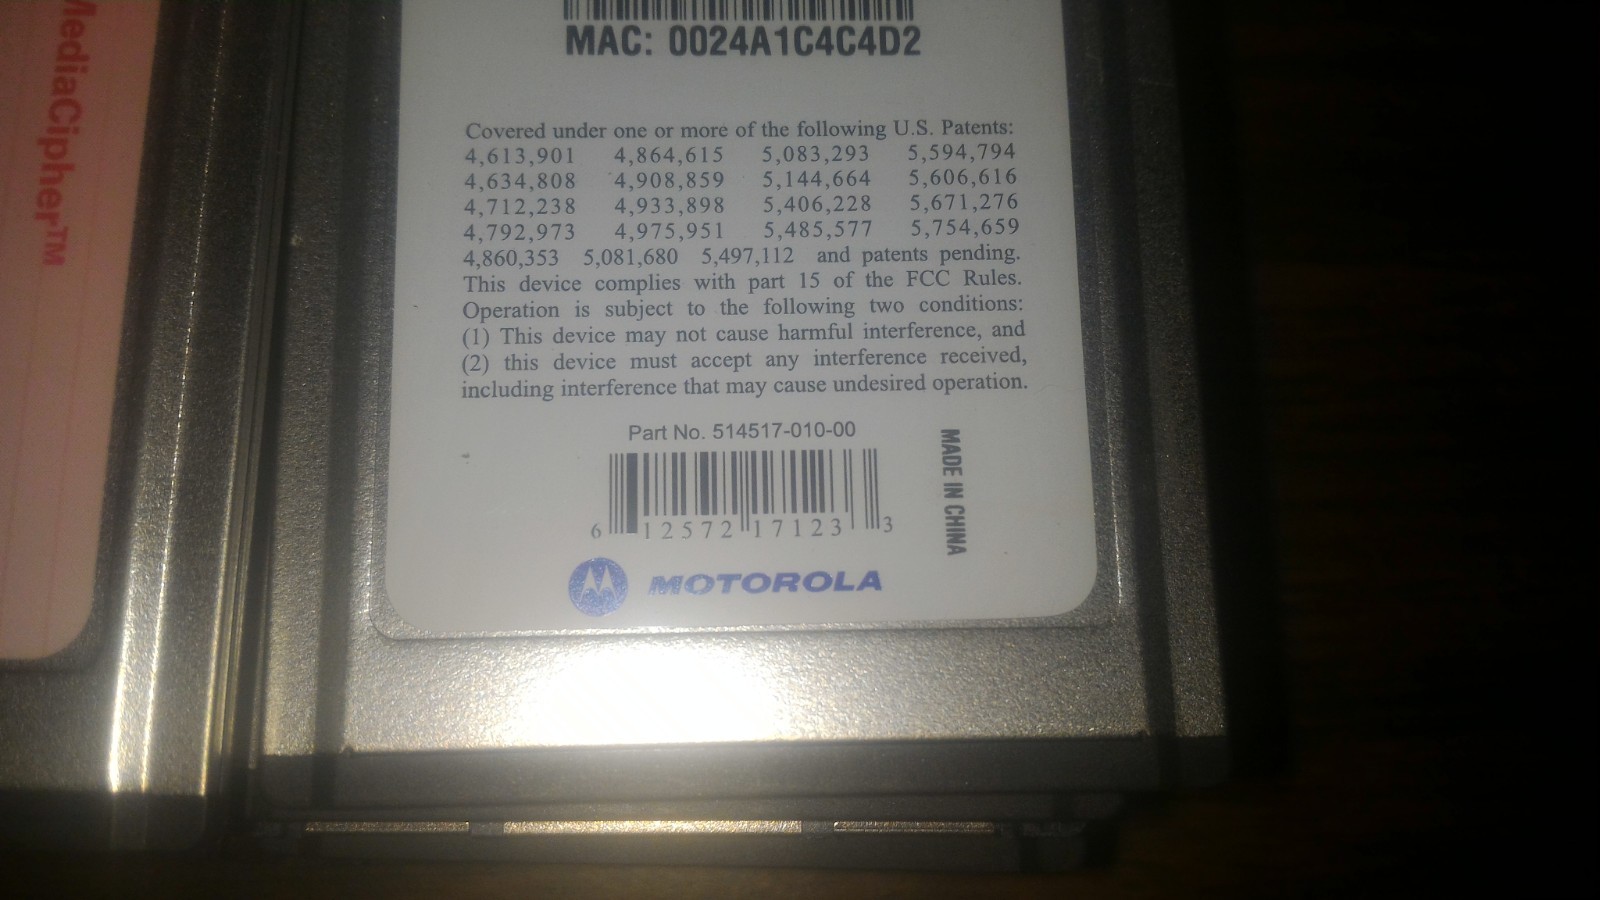 MediaCipher™
MAC: 0024A1C4C4D2
Covered under one or more of the following U.S. Patents:
4,613,901 4,864,615 5,083,293 5,594,794
4,634,808 4,908,859 5,144,664 5,606,616
4,712,238 4,933,898 5,406,228 5,671,276
4,792,973 4,975,951 5,485,577 5,754,659
4,860,353 5,081,680 5,497,112 and patents pending.
This device complies with part 15 of the FCC Rules.
Operation is subject to the following two conditions:
(1) This device may not cause harmful interference, and
(2) this device must accept any interference received,
including interference that may cause undesired operation.
Part No. 514517-010-00
6 12572 17123 3
MADE IN CHINA
MOTOROLA